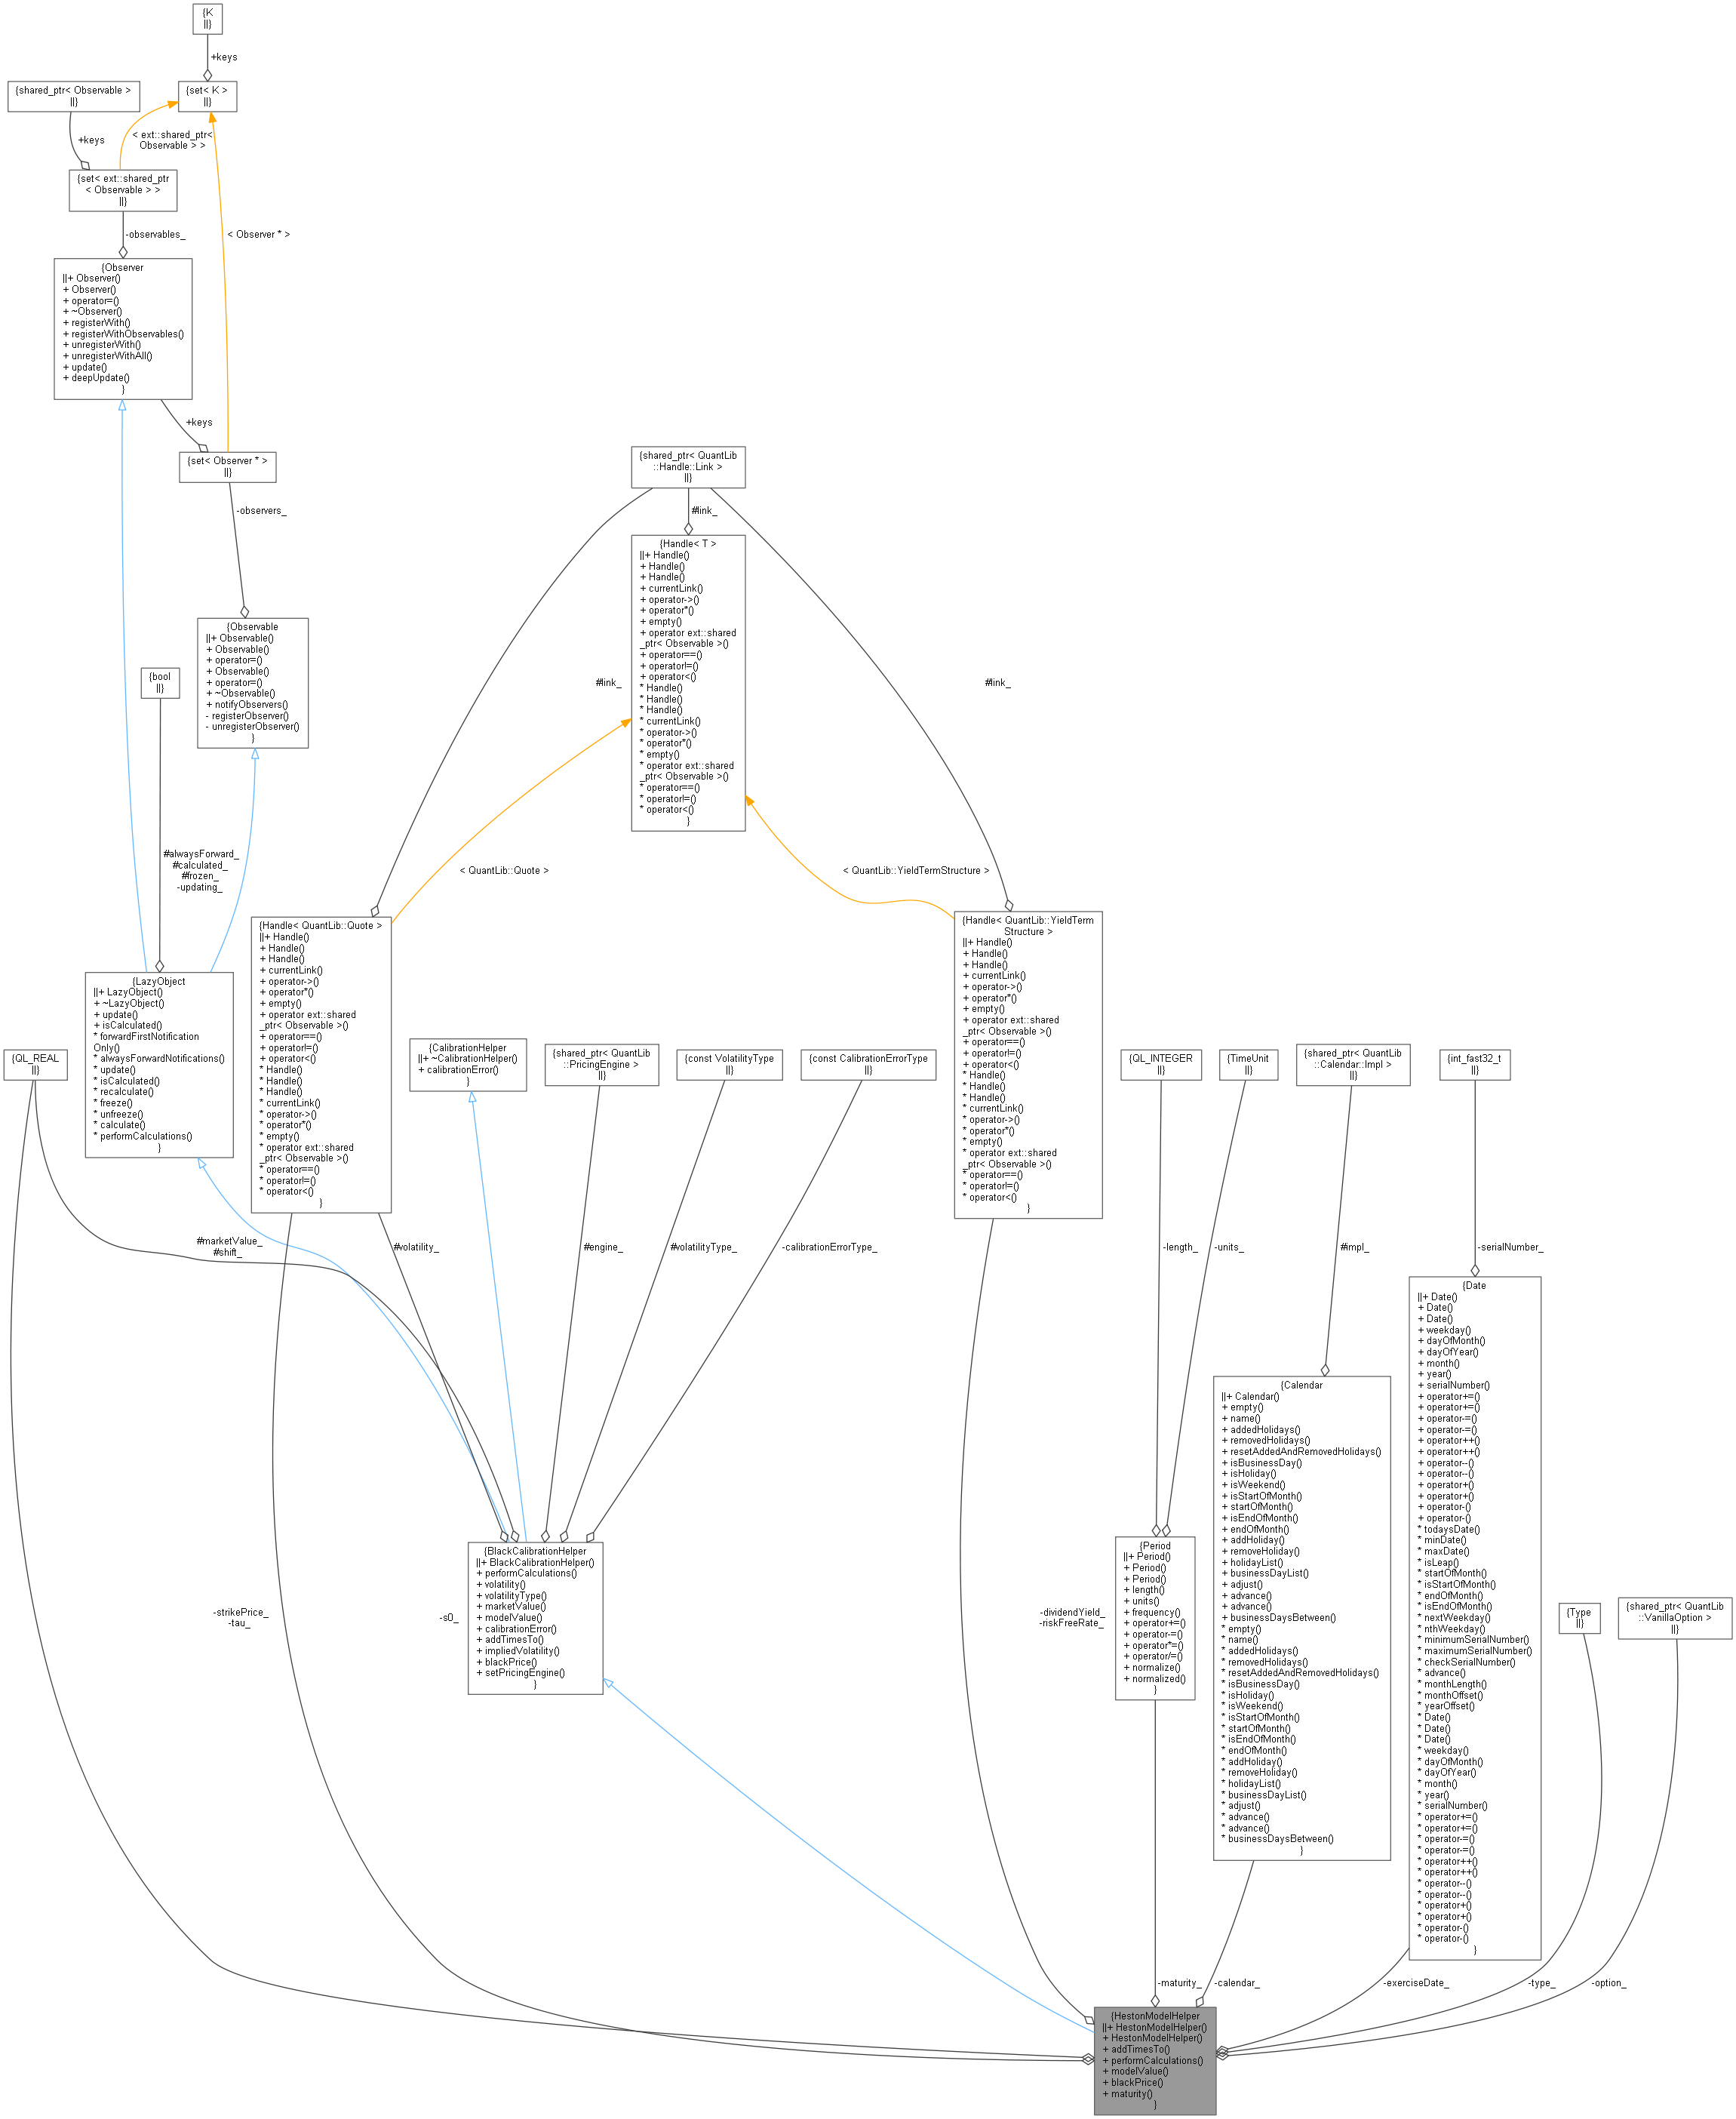 {K
||}
+keys
{shared_ptr< Observable >
||}
{set< K >
||}
+keys
< ext::shared_ptr<
Observable > >
{set< ext::shared_ptr
< Observable > >
||}
-observables_
< Observer * >
{Observer
||+ Observer()
+ Observer()
+ operator=()
+ ~Observer()
+ registerWith()
+ registerWithObservables()
+ unregisterWith()
+ unregisterWithAll()
+ update()
+ deepUpdate()
}
+keys
{set< Observer * >
||}
-observers_
{shared_ptr< QuantLib
::Handle::Link >
||}
#link_
{Handle< T >
||+ Handle()
+ Handle()
+ Handle()
+ currentLink()
+ operator->()
+ operator*()
+ empty()
+ operator ext::shared
_ptr< Observable >()
+ operator==()
+ operator!=()
+ operator<()
* Handle()
* Handle()
* Handle()
* currentLink()
* operator->()
* operator*()
* empty()
* operator ext::shared
_ptr< Observable >()
* operator==()
* operator!=()
* operator<()
}
{Observable
||+ Observable()
+ Observable()
+ operator=()
+ Observable()
+ operator=()
+ ~Observable()
+ notifyObservers()
- registerObserver()
- unregisterObserver()
}
{bool
||}
#link_
#link_
#alwaysForward_
#calculated_
#frozen_
-updating_
< QuantLib::Quote >
< QuantLib::YieldTermStructure >
{Handle< QuantLib::Quote >
||+ Handle()
+ Handle()
+ Handle()
+ currentLink()
+ operator->()
+ operator*()
+ empty()
+ operator ext::shared
_ptr< Observable >()
+ operator==()
+ operator!=()
+ operator<()
* Handle()
* Handle()
* Handle()
* currentLink()
* operator->()
* operator*()
* empty()
* operator ext::shared
_ptr< Observable >()
* operator==()
* operator!=()
* operator<()
}
{Handle< QuantLib::YieldTerm
Structure >
||+ Handle()
+ Handle()
+ Handle()
+ currentLink()
+ operator->()
+ operator*()
+ empty()
+ operator ext::shared
_ptr< Observable >()
+ operator==()
+ operator!=()
+ operator<()
* Handle()
* Handle()
* Handle()
* currentLink()
* operator->()
* operator*()
* empty()
* operator ext::shared
_ptr< Observable >()
* operator==()
* operator!=()
* operator<()
}
{LazyObject
||+ LazyObject()
+ ~LazyObject()
+ update()
+ isCalculated()
* forwardFirstNotification
Only()
* alwaysForwardNotifications()
* update()
* isCalculated()
* recalculate()
* freeze()
* unfreeze()
* calculate()
* performCalculations()
}
{QL_REAL
||}
{CalibrationHelper
||+ ~CalibrationHelper()
+ calibrationError()
}
{shared_ptr< QuantLib
::PricingEngine >
||}
{const VolatilityType
||}
{const CalibrationErrorType
||}
{QL_INTEGER
||}
{TimeUnit
||}
{shared_ptr< QuantLib
::Calendar::Impl >
||}
{int_fast32_t
||}
#marketValue_
#shift_
#volatility_
#engine_
#volatilityType_
-calibrationErrorType_
-length_
-units_
#impl_
-serialNumber_
{Date
||+ Date()
+ Date()
+ Date()
+ weekday()
+ dayOfMonth()
+ dayOfYear()
+ month()
+ year()
+ serialNumber()
+ operator+=()
+ operator+=()
+ operator-=()
+ operator-=()
+ operator++()
+ operator++()
+ operator--()
+ operator--()
+ operator+()
+ operator+()
+ operator-()
+ operator-()
* todaysDate()
* minDate()
* maxDate()
* isLeap()
* startOfMonth()
* isStartOfMonth()
* endOfMonth()
* isEndOfMonth()
* nextWeekday()
* nthWeekday()
* minimumSerialNumber()
* maximumSerialNumber()
* checkSerialNumber()
* advance()
* monthLength()
* monthOffset()
* yearOffset()
* Date()
* Date()
* Date()
* weekday()
* dayOfMonth()
* dayOfYear()
* month()
* year()
* serialNumber()
* operator+=()
* operator+=()
* operator-=()
* operator-=()
* operator++()
* operator++()
* operator--()
* operator--()
* operator+()
* operator+()
* operator-()
* operator-()
}
{Calendar
||+ Calendar()
+ empty()
+ name()
+ addedHolidays()
+ removedHolidays()
+ resetAddedAndRemovedHolidays()
+ isBusinessDay()
+ isHoliday()
+ isWeekend()
+ isStartOfMonth()
+ startOfMonth()
+ isEndOfMonth()
+ endOfMonth()
+ addHoliday()
+ removeHoliday()
+ holidayList()
+ businessDayList()
+ adjust()
+ advance()
+ advance()
+ businessDaysBetween()
* empty()
* name()
* addedHolidays()
* removedHolidays()
* resetAddedAndRemovedHolidays()
* isBusinessDay()
* isHoliday()
* isWeekend()
* isStartOfMonth()
* startOfMonth()
* isEndOfMonth()
* endOfMonth()
* addHoliday()
* removeHoliday()
* holidayList()
* businessDayList()
* adjust()
* advance()
* advance()
* businessDaysBetween()
}
{Period
||+ Period()
+ Period()
+ Period()
+ length()
+ units()
+ frequency()
+ operator+=()
+ operator-=()
+ operator*=()
+ operator/=()
+ normalize()
+ normalized()
}
{BlackCalibrationHelper
||+ BlackCalibrationHelper()
+ performCalculations()
+ volatility()
+ volatilityType()
+ marketValue()
+ modelValue()
+ calibrationError()
+ addTimesTo()
+ impliedVolatility()
+ blackPrice()
+ setPricingEngine()
}
{Type
||}
{shared_ptr< QuantLib
::VanillaOption >
||}
-strikePrice_
-tau_
-s0_
-dividendYield_
-riskFreeRate_
-maturity_
-calendar_
-exerciseDate_
-type_
-option_
{HestonModelHelper
||+ HestonModelHelper()
+ HestonModelHelper()
+ addTimesTo()
+ performCalculations()
+ modelValue()
+ blackPrice()
+ maturity()
}